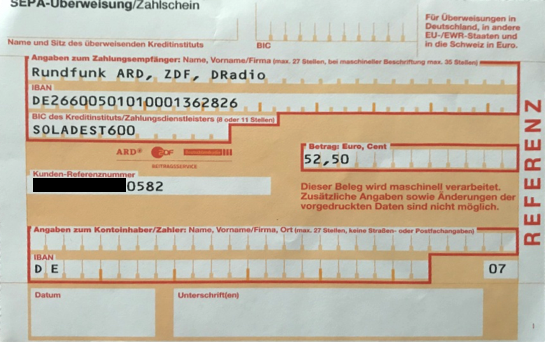 SEPA-Überweisung/Zahlschein
Für Überweisungen in
Deutschland, in andere
EU-/EWR-Staaten und
in die Schweiz in Euro.
Name und Sitz des überweisenden Kreditinstituts
BIC
Angaben zum Zahlungsempfänger: Name, Vorname/Firma (max. 27 Stellen, bei maschineller Beschriftung max. 35 Stellen)
Rundfunk ARD, ZDF, DRadio
IBAN
DE26600501010001362826
BIC des Kreditinstituts/Zahlungsdienstleisters (8 oder 11 Stellen)
SOLADEST600
ARD ZDF Deutschlandradio
BEITRAGSSERVICE
Betrag: Euro, Cent
52,50
Kunden-Referenznummer
0582
Dieser Beleg wird maschinell verarbeitet.
Zusätzliche Angaben sowie Änderungen der
vorgedruckten Daten sind nicht möglich.
Angaben zum Kontoinhaber/Zahler: Name, Vorname/Firma, Ort (max. 27 Stellen, keine Straßen- oder Postfachangaben)
IBAN
D E
07
Datum
Unterschrift(en)
REFERENZ